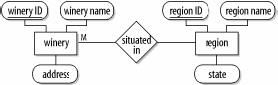 winery ID
winery name
region ID
region name
winery
M
situated
in
region
address
state